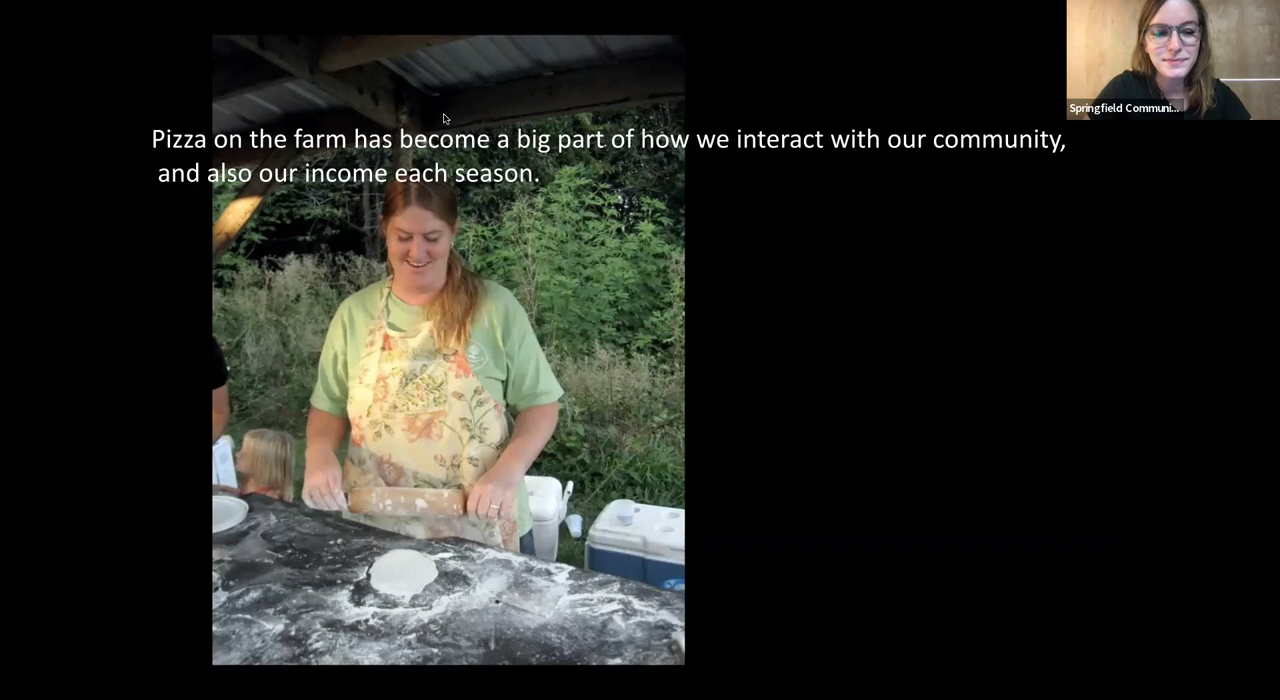 Pizza on the farm has become a big part of how we interact with our community,
and also our income each season.
Springfield Communi...